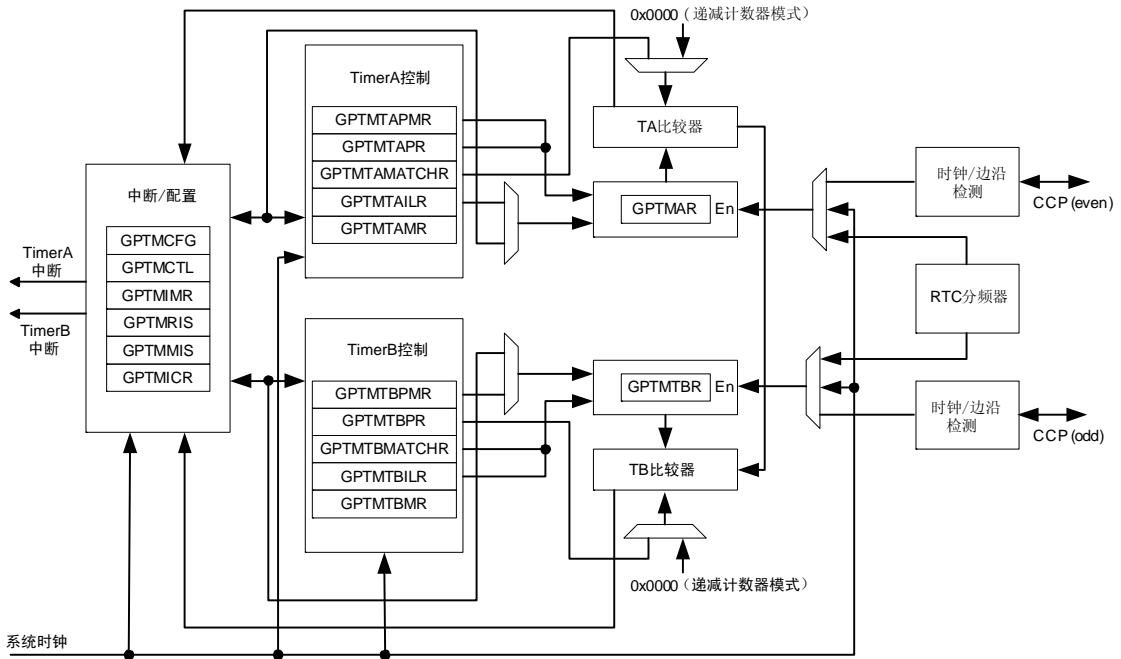 0x0000（递减计数器模式）
TimerA控制
GPTMTAPMR
GPTMTAPR
GPTMTAMATCHR
GPTMTAILR
GPTMTAMR
TA比较器
GPTMAR
En
时钟/边沿
检测
CCP(even)
中断/配置
GPTMCFG
GPTMCTL
GPTMIMR
GPTMRIS
GPTMMIS
GPTMICR
TimerA
中断
TimerB
中断
RTC分频器
TimerB控制
GPTMTBPMR
GPTMTBPR
GPTMTBMATCHR
GPTMTBILR
GPTMTBMR
GPTMTBR
En
TB比较器
时钟/边沿
检测
CCP(odd)
0x0000（递减计数器模式）
系统时钟